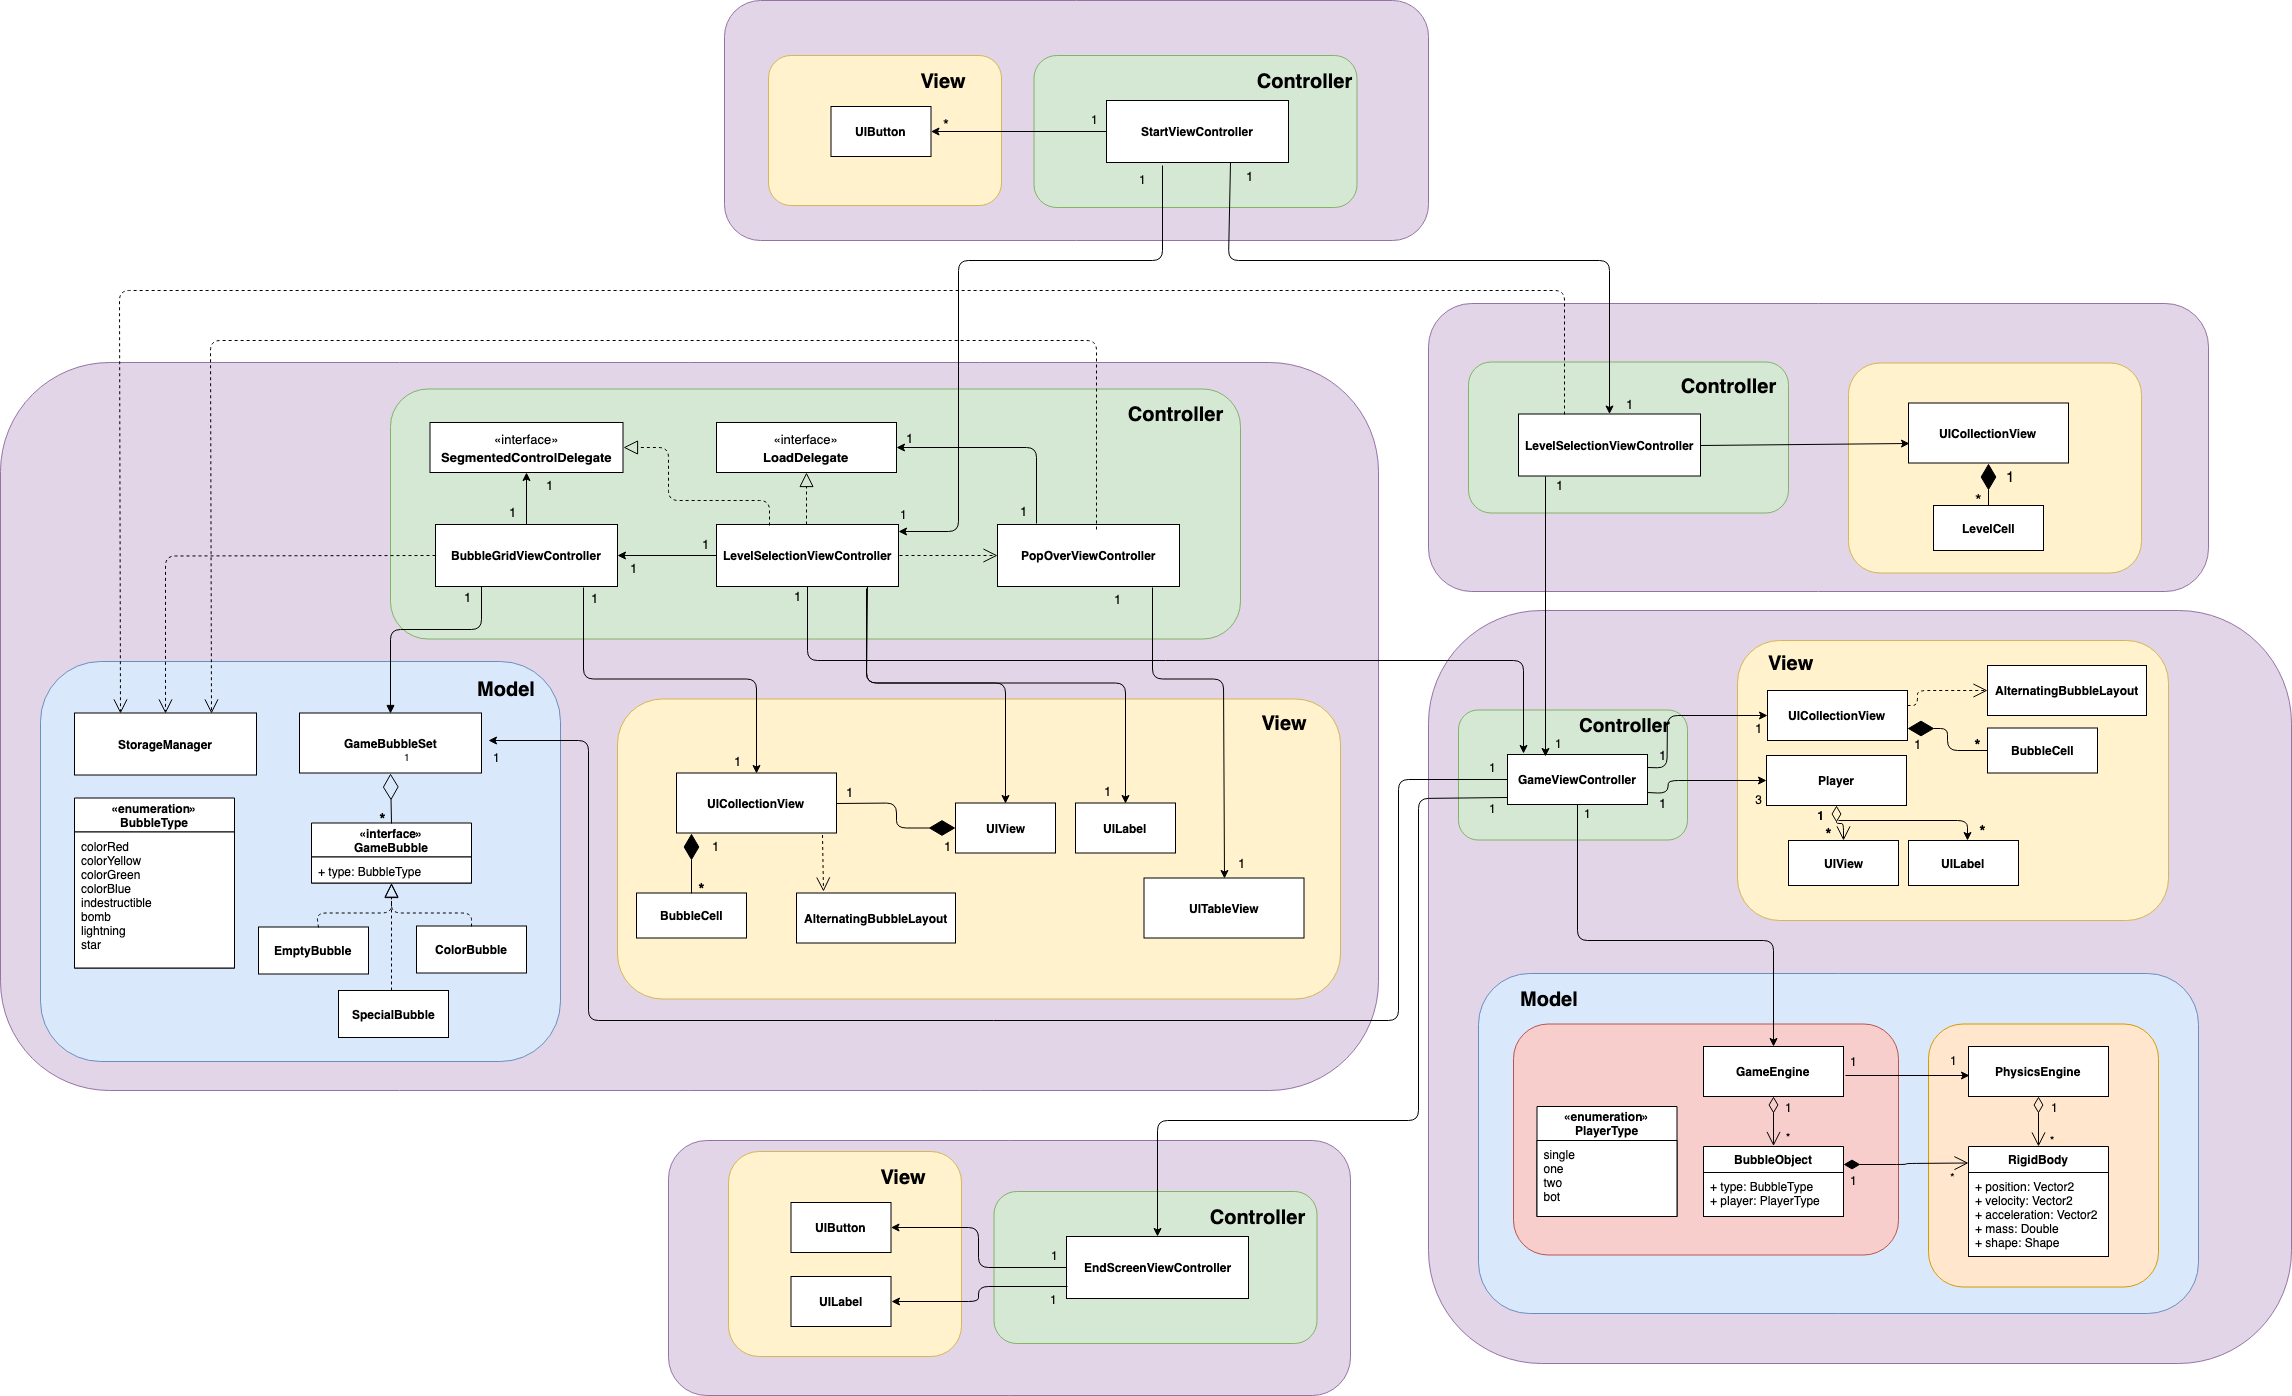 View
Controller
UIButton
*
1
StartViewController
1
1
Controller
1
LevelSelectionViewController
1
UICollectionView
1
*
LevelCell
Controller
«interface»
SegmentedControlDelegate
1
1
«interface»
LoadDelegate
1
1
1
BubbleGridViewController
1
1
LevelSelectionViewController
PopOverViewController
1
1
1
1
Model
StorageManager
GameBubbleSet
1
1
*
«enumeration»
BubbleType
colorRed
colorYellow
colorGreen
colorBlue
indestructible
bomb
lightning
star
«interface»
GameBubble
+ type: BubbleType
EmptyBubble
ColorBubble
SpecialBubble
View
1
UICollectionView
1
1
UIView
1
UILabel
1
*
BubbleCell
AlternatingBubbleLayout
1
UITableView
Controller
1
1
1
GameViewController
1
1
1
View
UICollectionView
1
AlternatingBubbleLayout
1
*
BubbleCell
Player
3
1
*
*
UIView
UILabel
Model
GameEngine
1
1
PhysicsEngine
1
*
1
*
«enumeration»
PlayerType
single
one
two
bot
BubbleObject
+ type: BubbleType
+ player: PlayerType
1
*
RigidBody
+ position: Vector2
+ velocity: Vector2
+ acceleration: Vector2
+ mass: Double
+ shape: Shape
View
Controller
UIButton
UILabel
1
1
EndScreenViewController